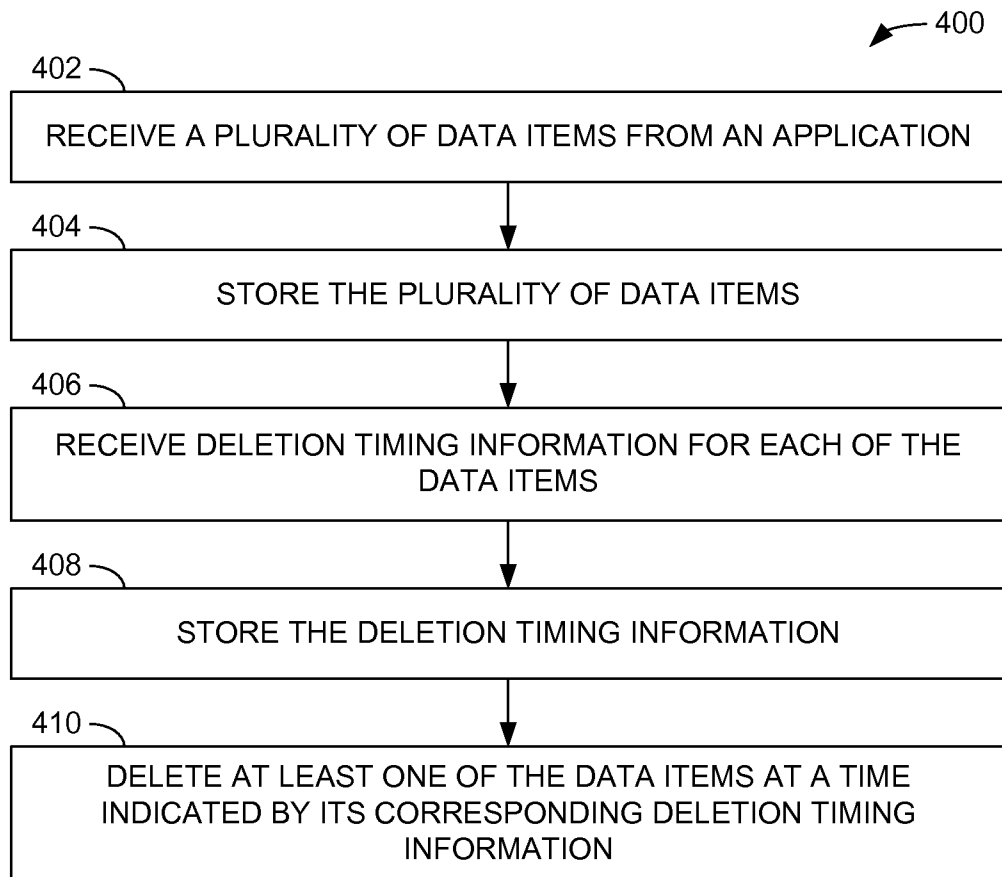 400
402
RECEIVE A PLURALITY OF DATA ITEMS FROM AN APPLICATION
404
STORE THE PLURALITY OF DATA ITEMS
406
RECEIVE DELETION TIMING INFORMATION FOR EACH OF THE
DATA ITEMS
408
STORE THE DELETION TIMING INFORMATION
410
DELETE AT LEAST ONE OF THE DATA ITEMS AT A TIME
INDICATED BY ITS CORRESPONDING DELETION TIMING
INFORMATION